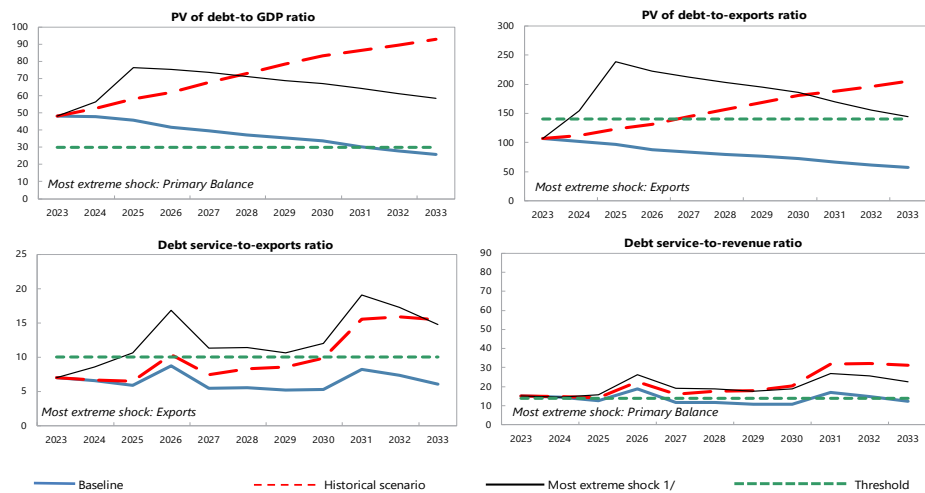 PV of debt-to GDP ratio
100
90
80
70
60
50
40
30
20
10
0
Most extreme shock: Primary Balance
2023 2024 2025 2026 2027 2028 2029 2030 2031 2032 2033
PV of debt-to-exports ratio
300
250
200
150
100
50
0
Most extreme shock: Exports
2023 2024 2025 2026 2027 2028 2029 2030 2031 2032 2033
Debt service-to-exports ratio
25
20
15
10
5
0
Most extreme shock: Exports
2023 2024 2025 2026 2027 2028 2029 2030 2031 2032 2033
Debt service-to-revenue ratio
90
80
70
60
50
40
30
20
10
0
Most extreme shock: Primary Balance
2023 2024 2025 2026 2027 2028 2029 2030 2031 2032 2033
Baseline Historical scenario Most extreme shock 1/ Threshold